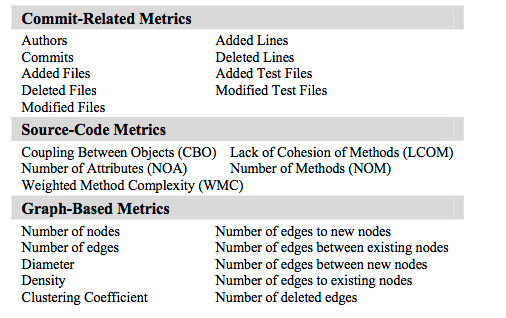 Commit-Related Metrics
Authors Added Lines
Commits Deleted Lines
Added Files Added Test Files
Deleted Files Modified Test Files
Modified Files
Source-Code Metrics
Coupling Between Objects (CBO) Lack of Cohesion of Methods (LCOM)
Number of Attributes (NOA) Number of Methods (NOM)
Weighted Method Complexity (WMC)
Graph-Based Metrics
Number of nodes Number of edges to new nodes
Number of edges Number of edges between existing nodes
Diameter Number of edges between new nodes
Density Number of edges to existing nodes
Clustering Coefficient Number of deleted edges